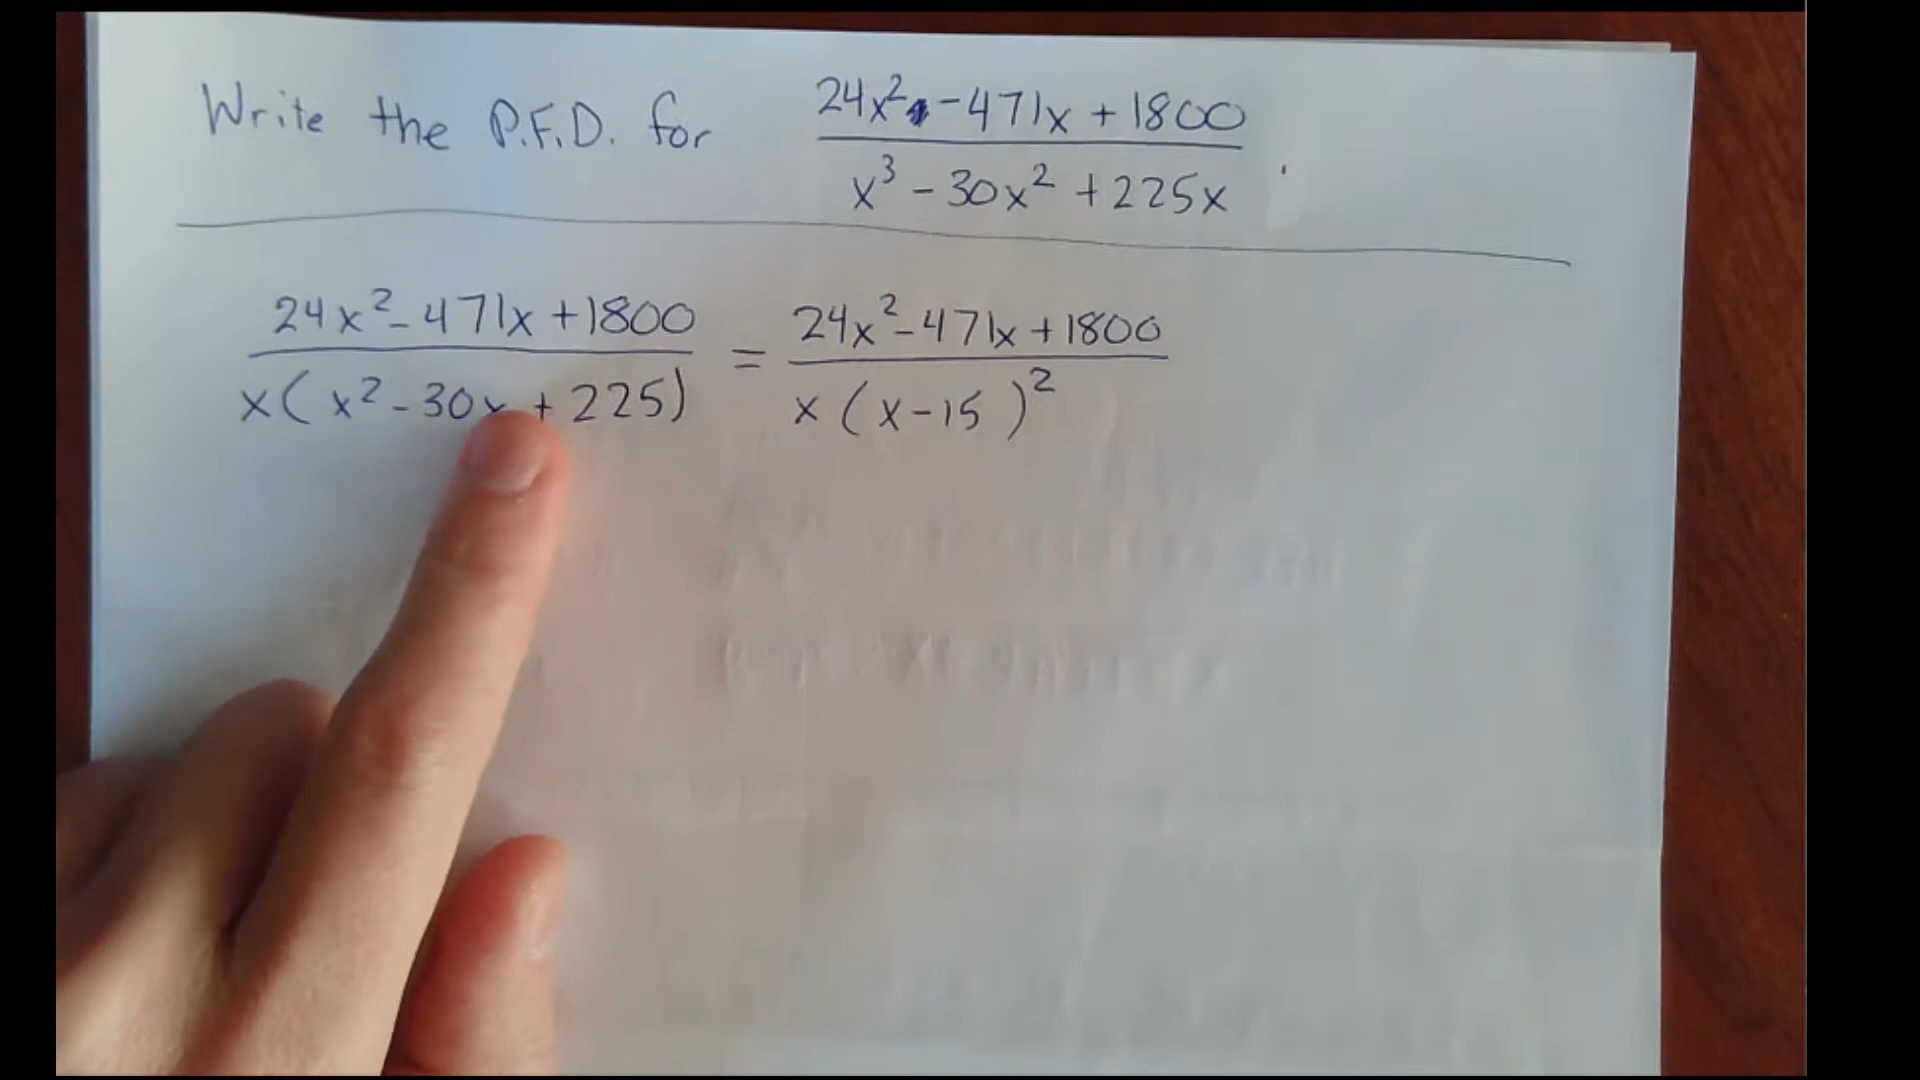 Write the P.F.D. for (24x² - 471x + 1800)/(x³ - 30x² + 225x).
(24x² - 471x + 1800)/(x(x² - 30x + 225)) = (24x² - 471x + 1800)/(x(x - 15)²)